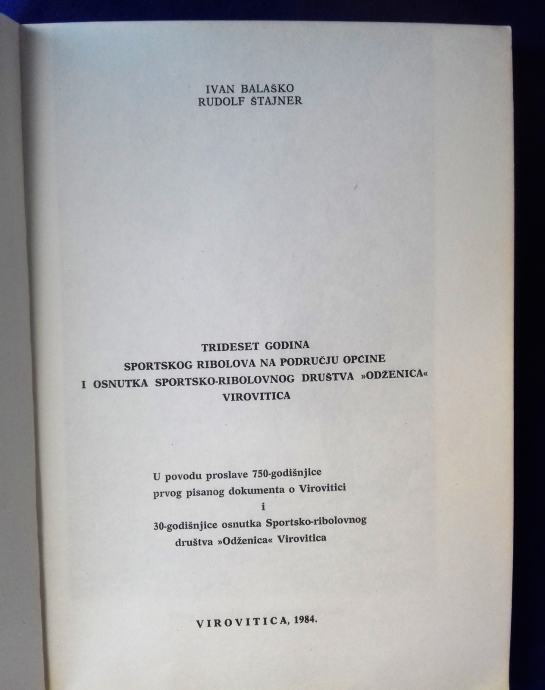 IVAN BALAŠKO
RUDOLF ŠTAJNER
TRIDESET GODINA
SPORTSKOG RIBOLOVA NA PODRUČJU OPĆINE
I OSNUTKA SPORTSKO-RIBOLOVNOG DRUŠTVA »ODŽENICA«
VIROVITICA
U povodu proslave 750-godišnjice
prvog pisanog dokumenta o Virovitici
i
30-godišnjice osnutka Sportsko-ribolovnog
društva »Odženica« Virovitica
VIROVITICA, 1984.